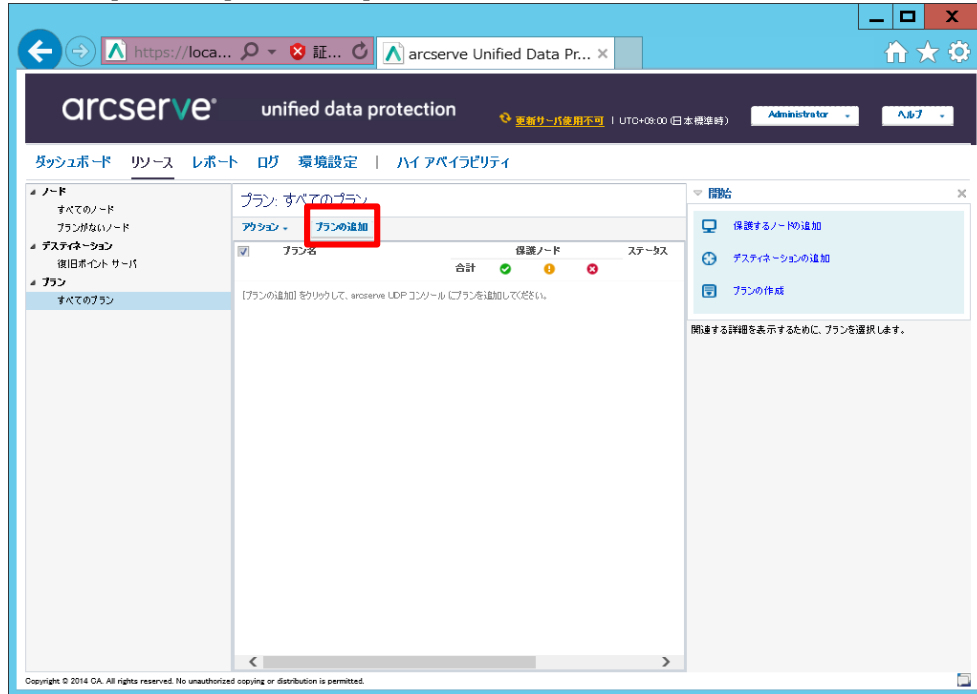 https://loca...
証...
arcserve Unified Data Pr...
arcserve® unified data protection
更新サーバ使用不可 | UTC+09:00 (日本標準時)
Administrator
ヘルプ
ダッシュボード リソース レポート ログ 環境設定 | ハイ アベイラビリティ
ノード
すべてのノード
プランがないノード
デスティネーション
復旧ポイント サーバ
プラン
すべてのプラン
プラン: すべてのプラン
アクション プランの追加
プラン名 保護ノード ステータス
合計
[プランの追加] をクリックして、arcserve UDP コンソール にプランを追加してください。
開始
保護するノードの追加
デスティネーションの追加
プランの作成
関連する詳細を表示するために、プランを選択します。
Copyright © 2014 CA. All rights reserved. No unauthorized copying or distribution is permitted.